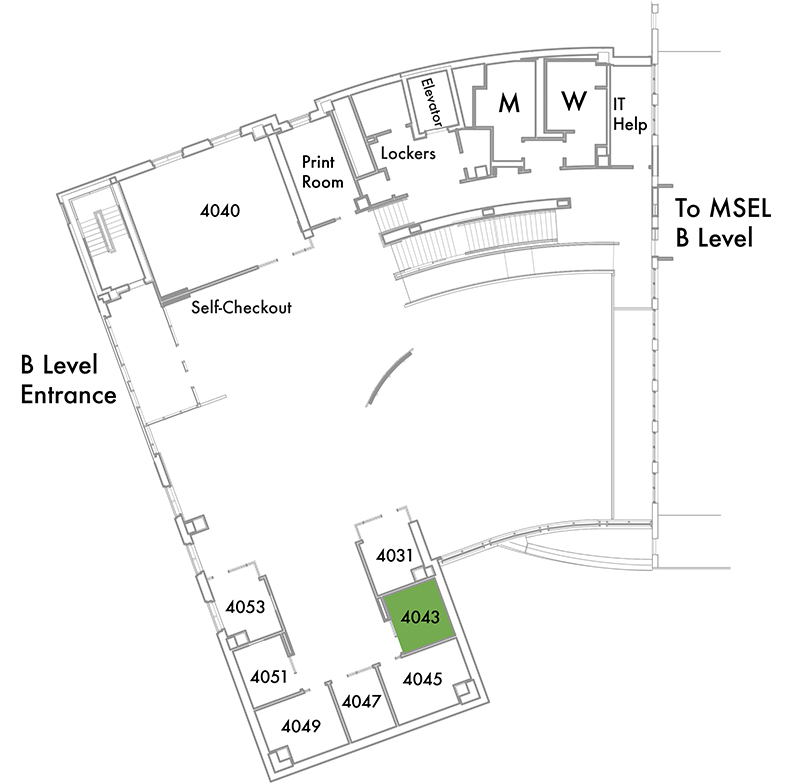 Elevator
M
W
IT
Help
Lockers
Print
Room
4040
To MSEL
B Level
Self-Checkout
B Level
Entrance
4031
4053
4043
4051
4045
4047
4049